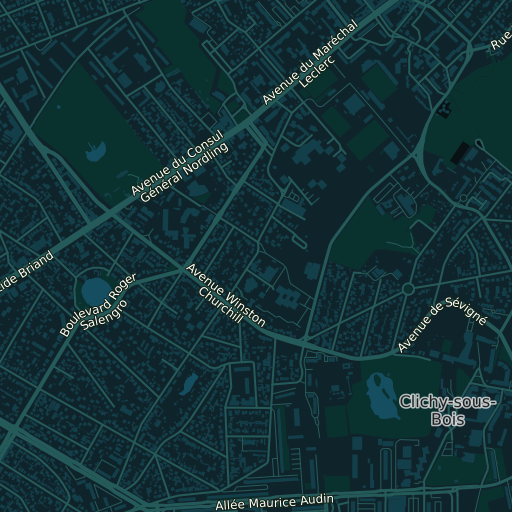 Avenue du Maréchal
Leclerc
Rue
Avenue du Consul
Général Nordling
ude Briand
Boulevard Roger
Salengro
Avenue Winston
Churchill
Avenue de Sévigné
Clichy-sous-
Bois
Allée Maurice Audin